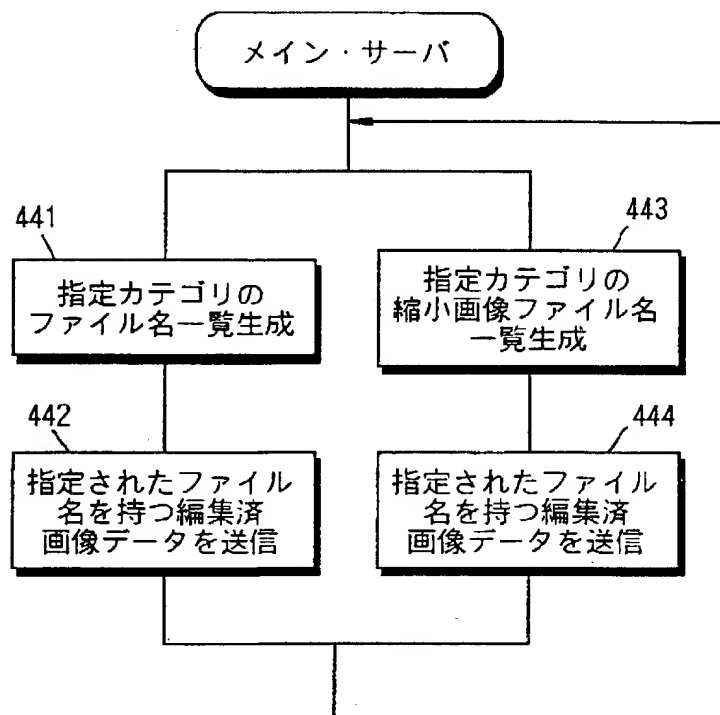 メイン・サーバ
441
指定カテゴリの
ファイル名一覧生成
443
指定カテゴリの
縮小画像ファイル名
一覧生成
442
指定されたファイル
名を持つ編集済
画像データを送信
444
指定されたファイル
名を持つ編集済
画像データを送信